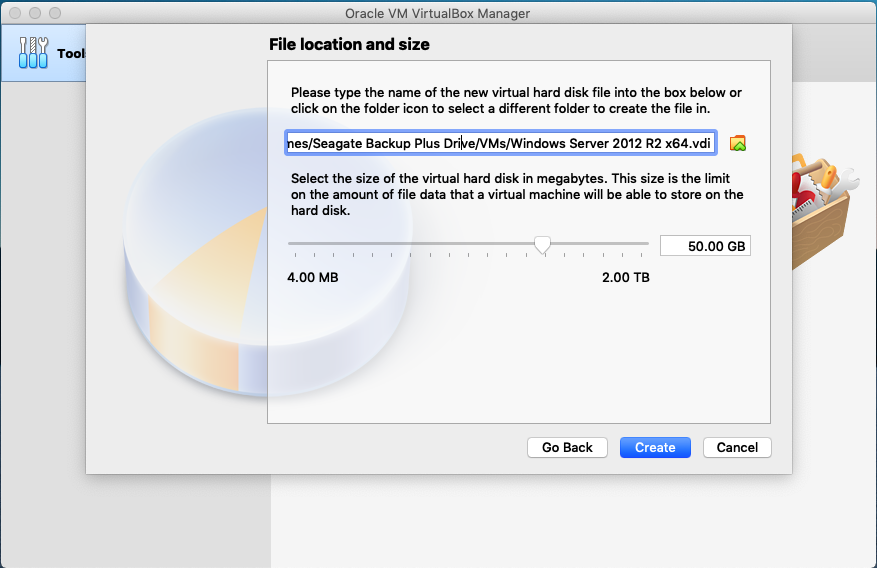 Oracle VM VirtualBox Manager
Tools
File location and size
Please type the name of the new virtual hard disk file into the box below or
click on the folder icon to select a different folder to create the file in.
nes/Seagate Backup Plus Drive/VMs/Windows Server 2012 R2 x64.vdi
Select the size of the virtual hard disk in megabytes. This size is the limit
on the amount of file data that a virtual machine will be able to store on the
hard disk.
50.00 GB
4.00 MB 2.00 TB
Go Back Create Cancel